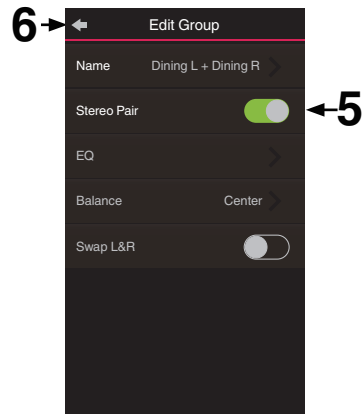 6 Edit Group
Name Dining L + Dining R
Stereo Pair 5
EQ
Balance Center
Swap L&R